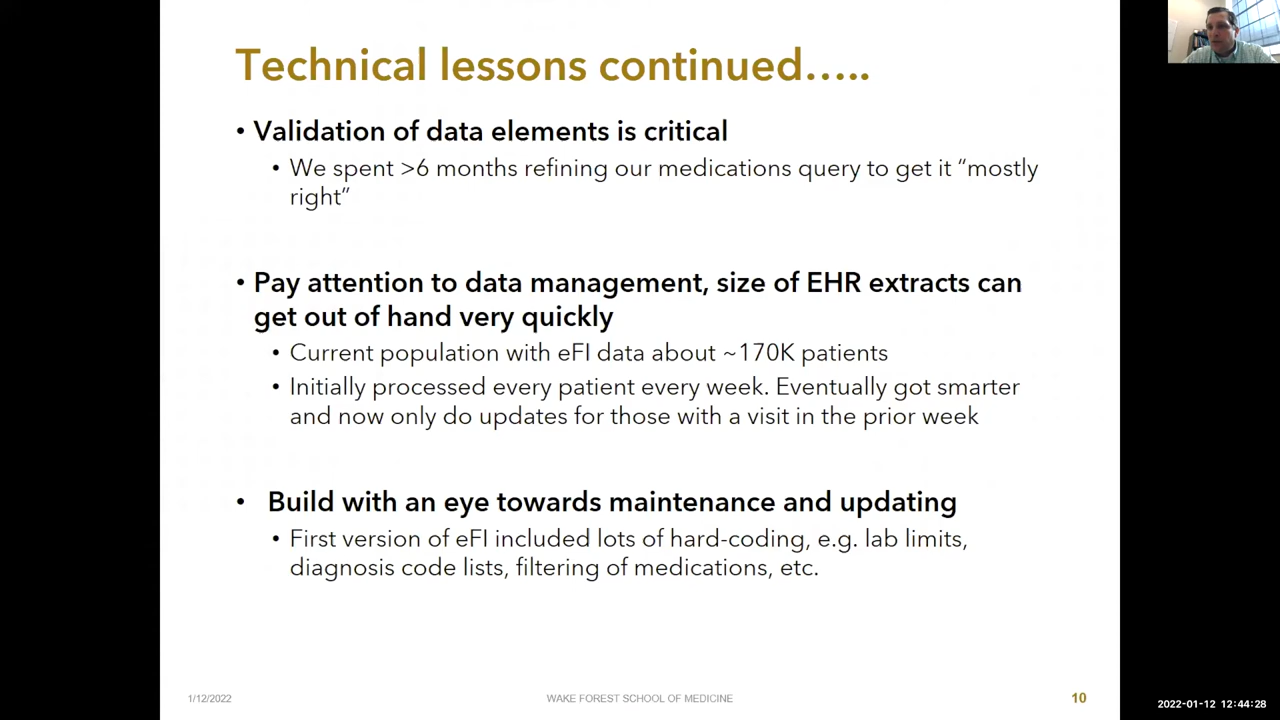 Technical lessons continued…..
• Validation of data elements is critical
• We spent >6 months refining our medications query to get it “mostly
right”
• Pay attention to data management, size of EHR extracts can
get out of hand very quickly
• Current population with eFI data about ~170K patients
• Initially processed every patient every week. Eventually got smarter
and now only do updates for those with a visit in the prior week
• Build with an eye towards maintenance and updating
• First version of eFI included lots of hard-coding, e.g. lab limits,
diagnosis code lists, filtering of medications, etc.
1/12/2022
WAKE FOREST SCHOOL OF MEDICINE
10
2022-01-12 12:44:28